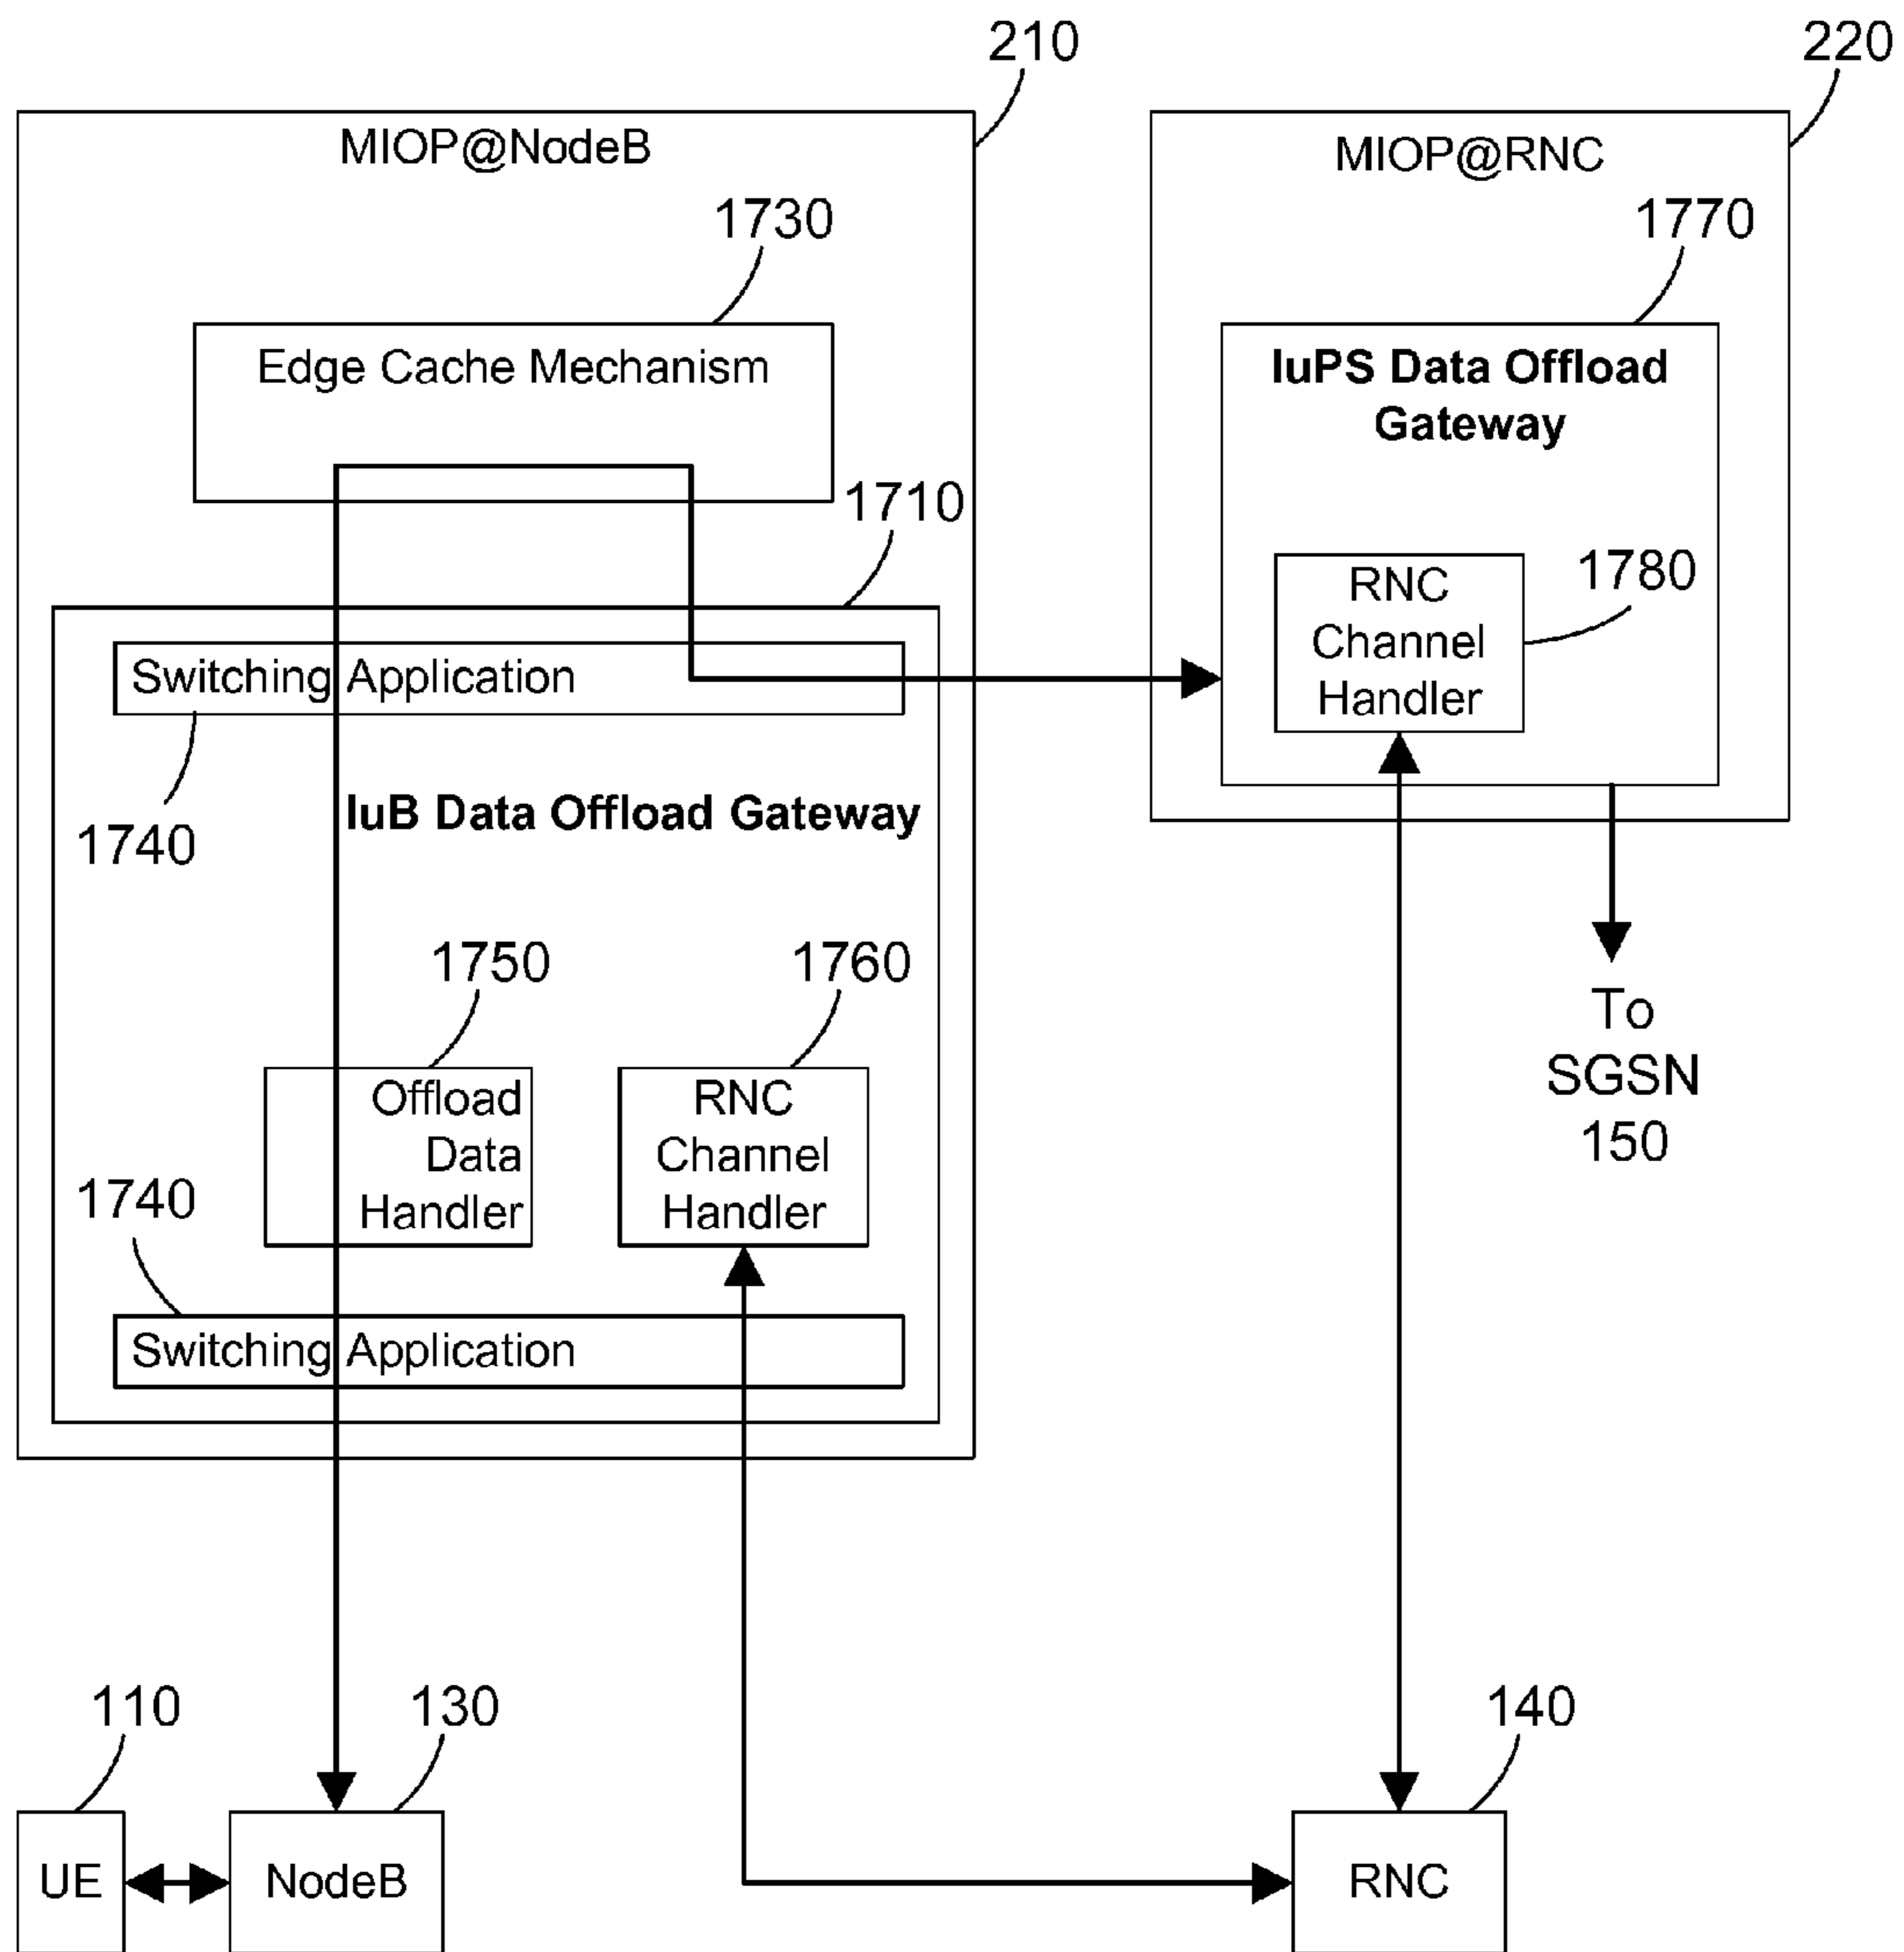 210
220
MIOP@NodeB
MIOP@RNC
1730
1770
Edge Cache Mechanism
IuPS Data Offload
Gateway
1710
RNC
Channel
Handler
1780
Switching Application
1740
IuB Data Offload Gateway
1750
1760
Offload
Data
Handler
RNC
Channel
Handler
To
SGSN
150
1740
Switching Application
110
130
140
UE
NodeB
RNC